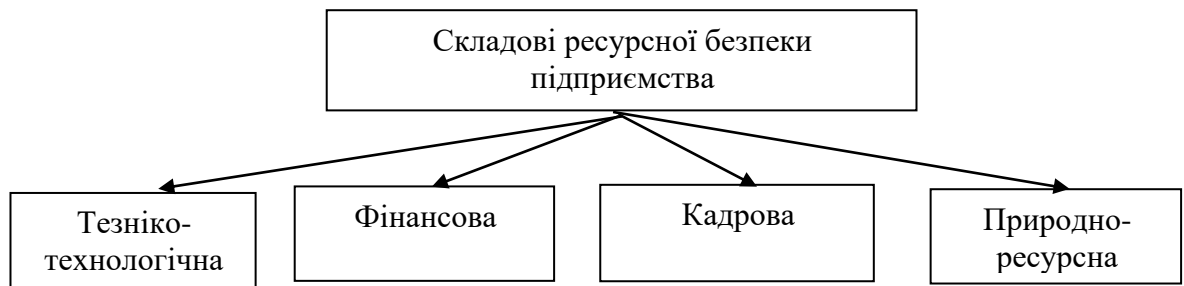 Складові ресурсної безпеки
підприємства
Тезніко-
технологічна
Фінансова
Кадрова
Природно-
ресурсна